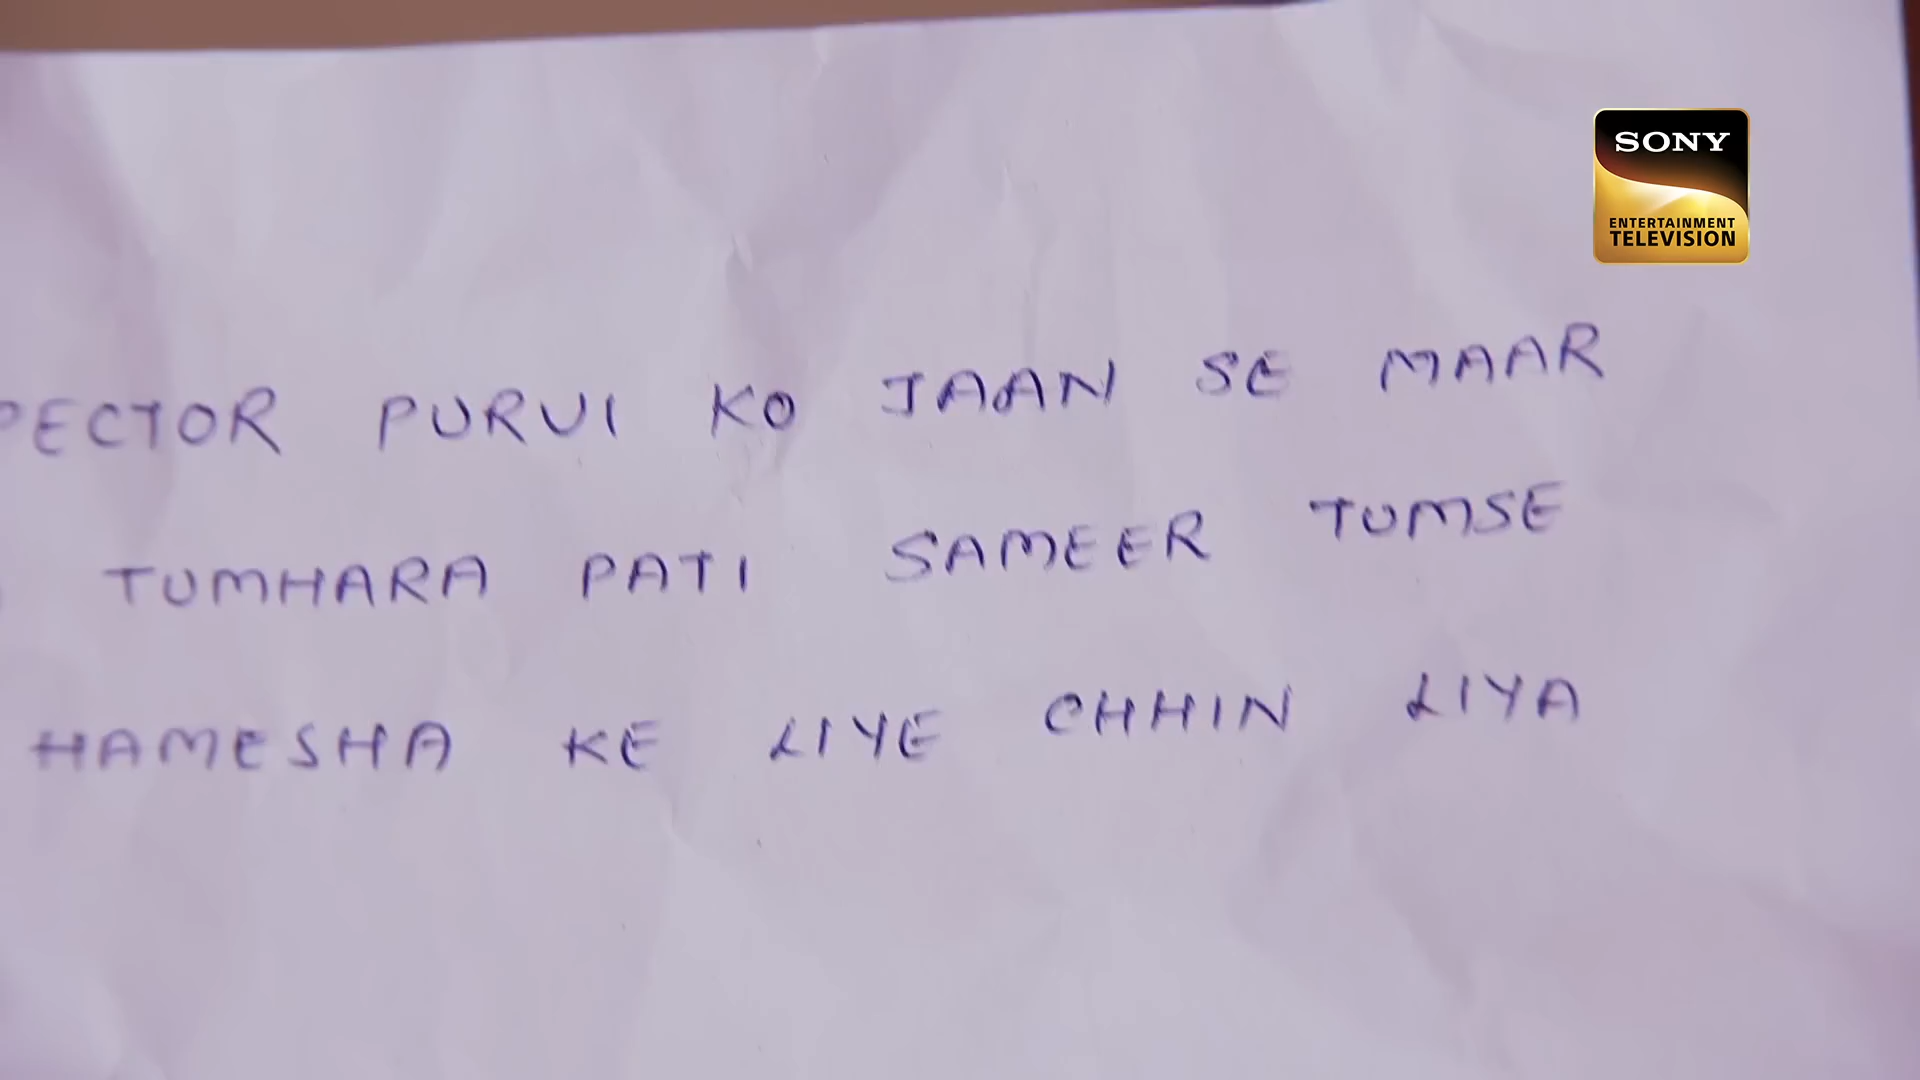 SONY
ENTERTAINMENT
TELEVISION
PECTOR PURVI KO JAAN SE MAAR
TUMHARA PATI SAMEER TUMSE
HAMESHA KE LIYE CHHIN LIYA